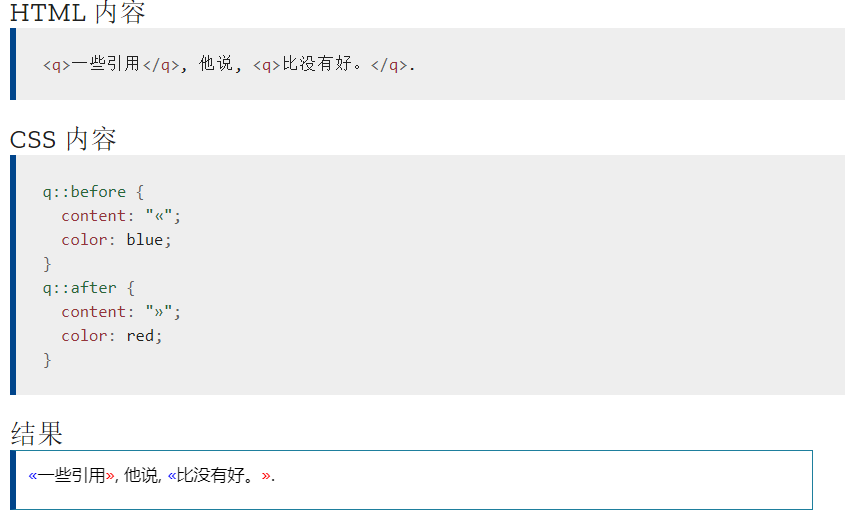 HTML 内容
<q>一些引用</q>, 他说, <q>比没有好。</q>.
CSS 内容
q::before {
  content: "«";
  color: blue;
}
q::after {
  content: "»";
  color: red;
}
结果
«一些引用», 他说, «比没有好。».